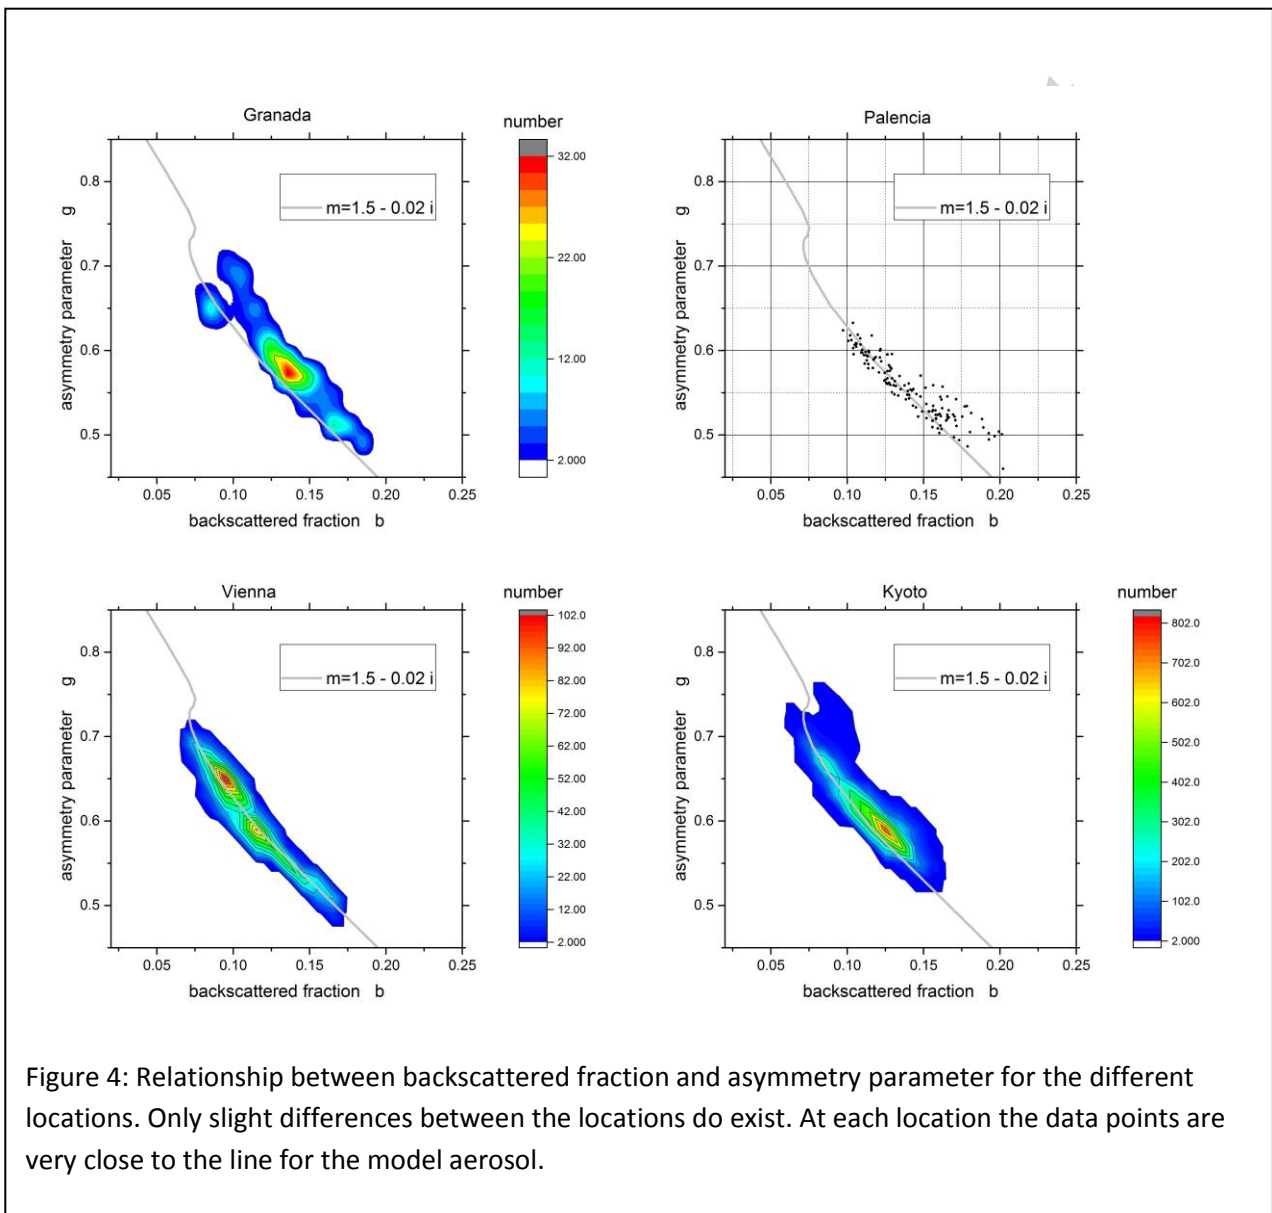 Granada
number
32.00
22.00
12.00
2.000
m=1.5 - 0.02 i
asymmetry parameter g
0.8
0.7
0.6
0.5
0.05 0.10 0.15 0.20 0.25
backscattered fraction b
Palencia
m=1.5 - 0.02 i
asymmetry parameter g
0.8
0.7
0.6
0.5
0.05 0.10 0.15 0.20 0.25
backscattered fraction b
Vienna
number
102.0
92.00
82.00
72.00
62.00
52.00
42.00
32.00
22.00
12.00
2.000
m=1.5 - 0.02 i
asymmetry parameter g
0.8
0.7
0.6
0.5
0.05 0.10 0.15 0.20 0.25
backscattered fraction b
Kyoto
number
802.0
702.0
602.0
502.0
402.0
302.0
202.0
102.0
2.000
m=1.5 - 0.02 i
asymmetry parameter g
0.8
0.7
0.6
0.5
0.05 0.10 0.15 0.20 0.25
backscattered fraction b
Figure 4: Relationship between backscattered fraction and asymmetry parameter for the different
locations. Only slight differences between the locations do exist. At each location the data points are
very close to the line for the model aerosol.